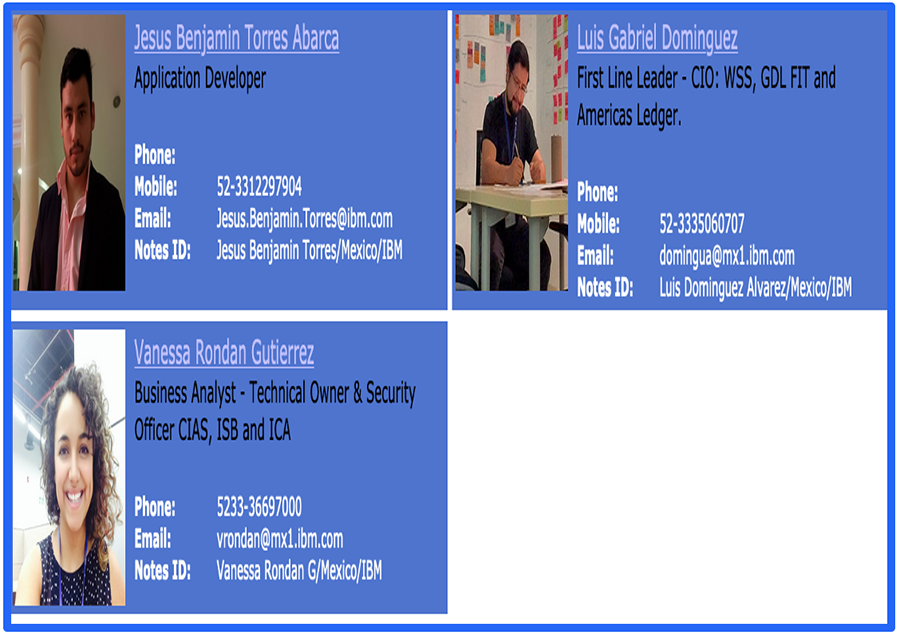 Jesus Benjamin Torres Abarca
Application Developer
Phone:
Mobile: 52-3312297904
Email: Jesus.Benjamin.Torres@ibm.com
Notes ID: Jesus Benjamin Torres/Mexico/IBM
Luis Gabriel Dominguez
First Line Leader - CIO: WSS, GDL FIT and
Americas Ledger.
Phone:
Mobile: 52-3335060707
Email: domingua@mx1.ibm.com
Notes ID: Luis Dominguez Alvarez/Mexico/IBM
Vanessa Rondan Gutierrez
Business Analyst - Technical Owner & Security
Officer CIAS, ISB and ICA
Phone: 5233-36697000
Email: vrondan@mx1.ibm.com
Notes ID: Vanessa Rondan G/Mexico/IBM